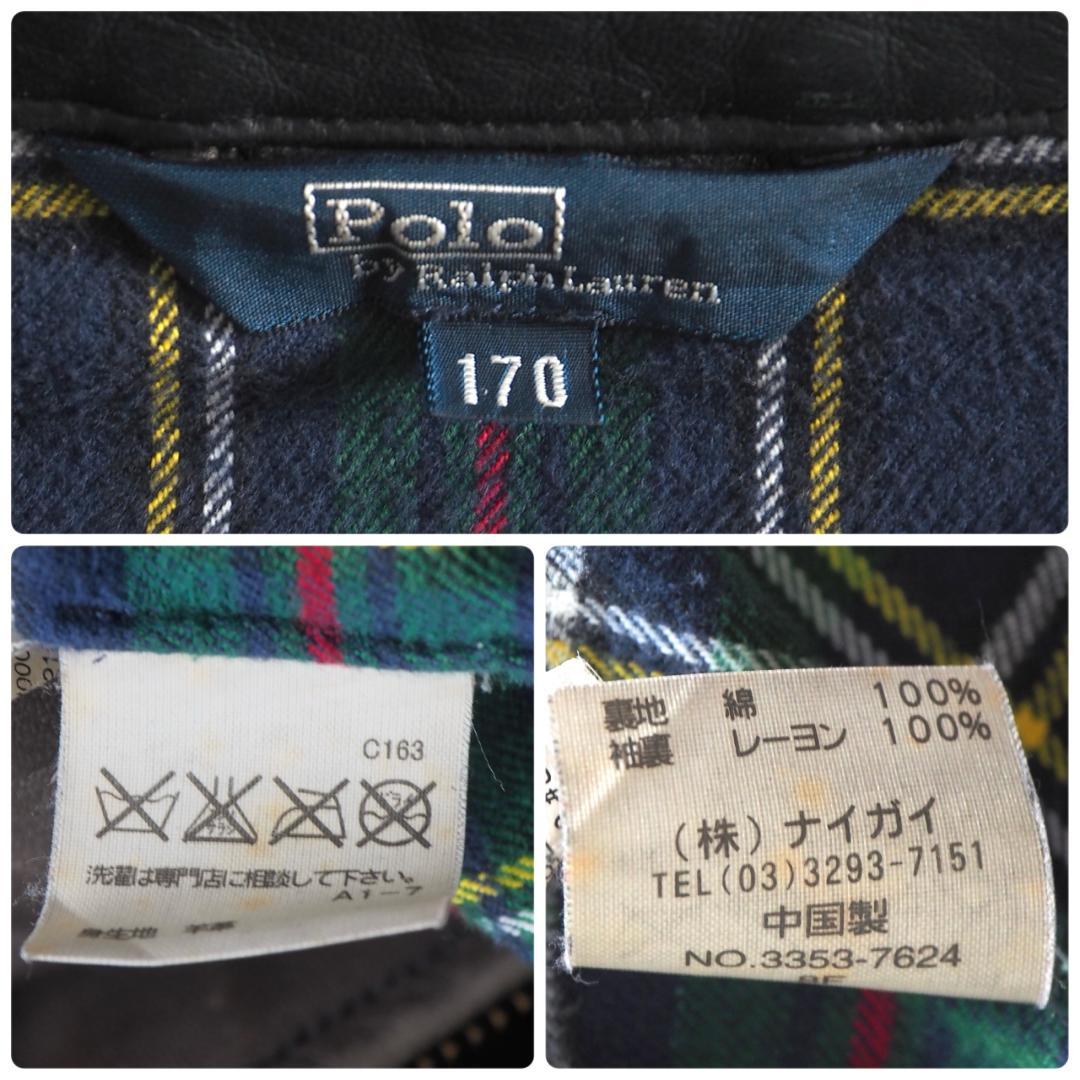 Polo
by Ralph Lauren
170
C163
洗濯は専門店に相談して下さい。
A1-7
身生地 羊革
裏地 綿 100%
袖裏 レーヨン 100%
(株)ナイガイ
TEL(03)3293-7151
中国製
NO.3353-7624